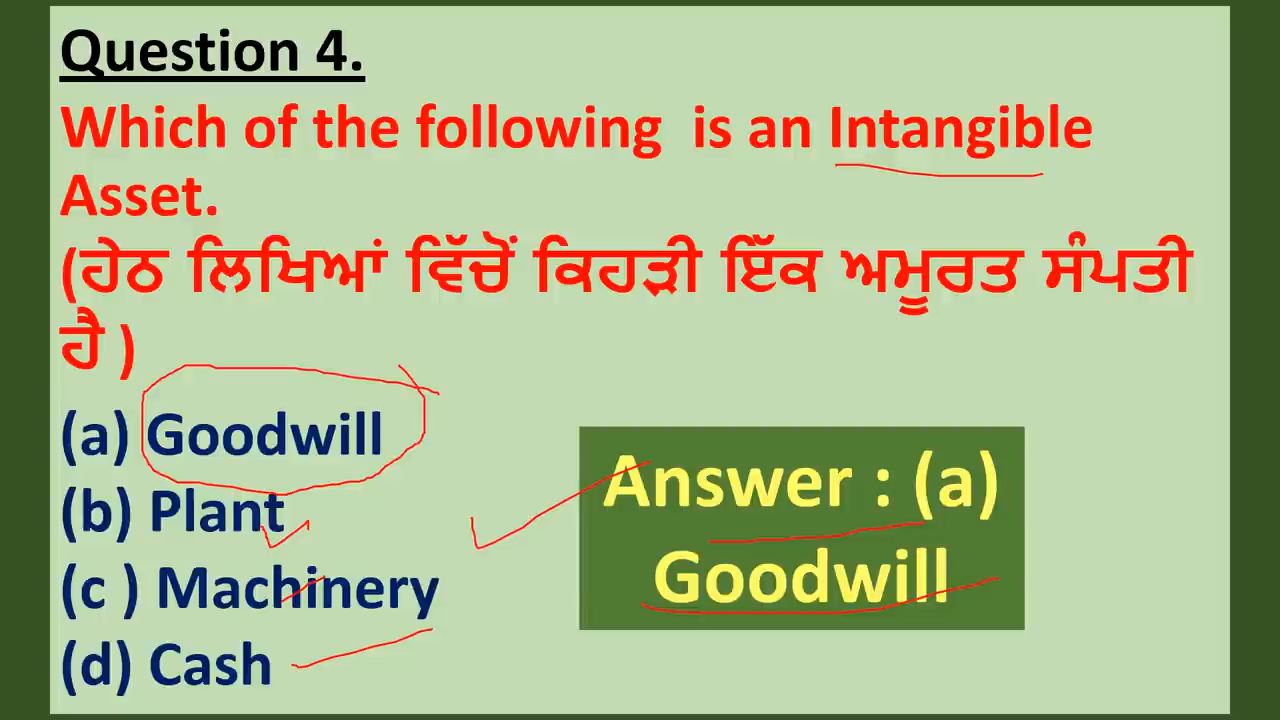 Question 4.
Which of the following is an Intangible
Asset.
(ਹੇਠ ਲਿਖਿਆਂ ਵਿੱਚੋਂ ਕਿਹੜੀ ਇੱਕ ਅਮੂਰਤ ਸੰਪਤੀ
ਹੈ )
(a) Goodwill
(b) Plant
(c ) Machinery
(d) Cash
Answer : (a)
Goodwill